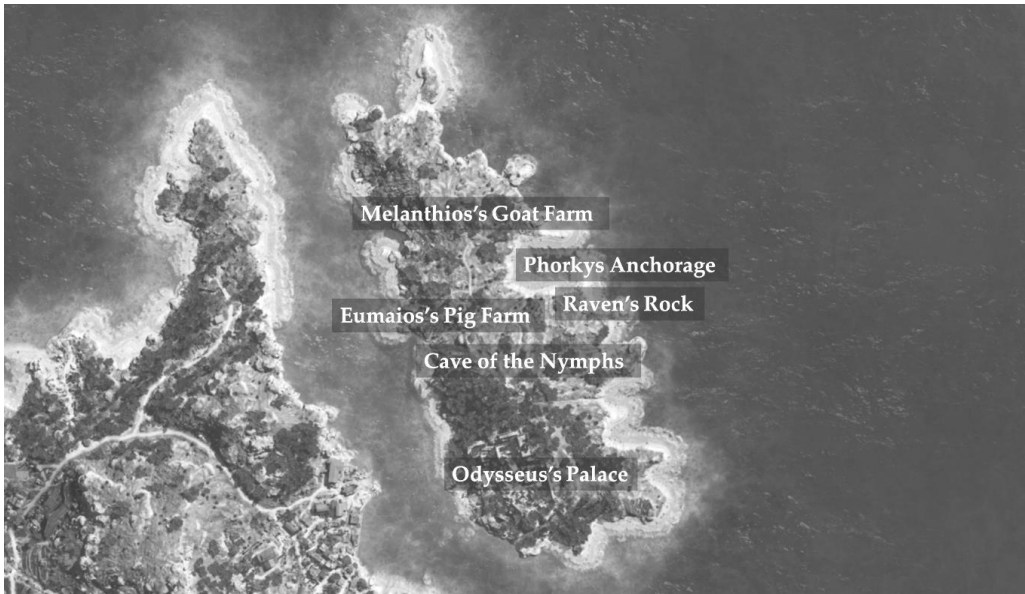 Melanthios's Goat Farm
Phorkys Anchorage
Raven's Rock
Eumaios's Pig Farm
Cave of the Nymphs
Odysseus's Palace